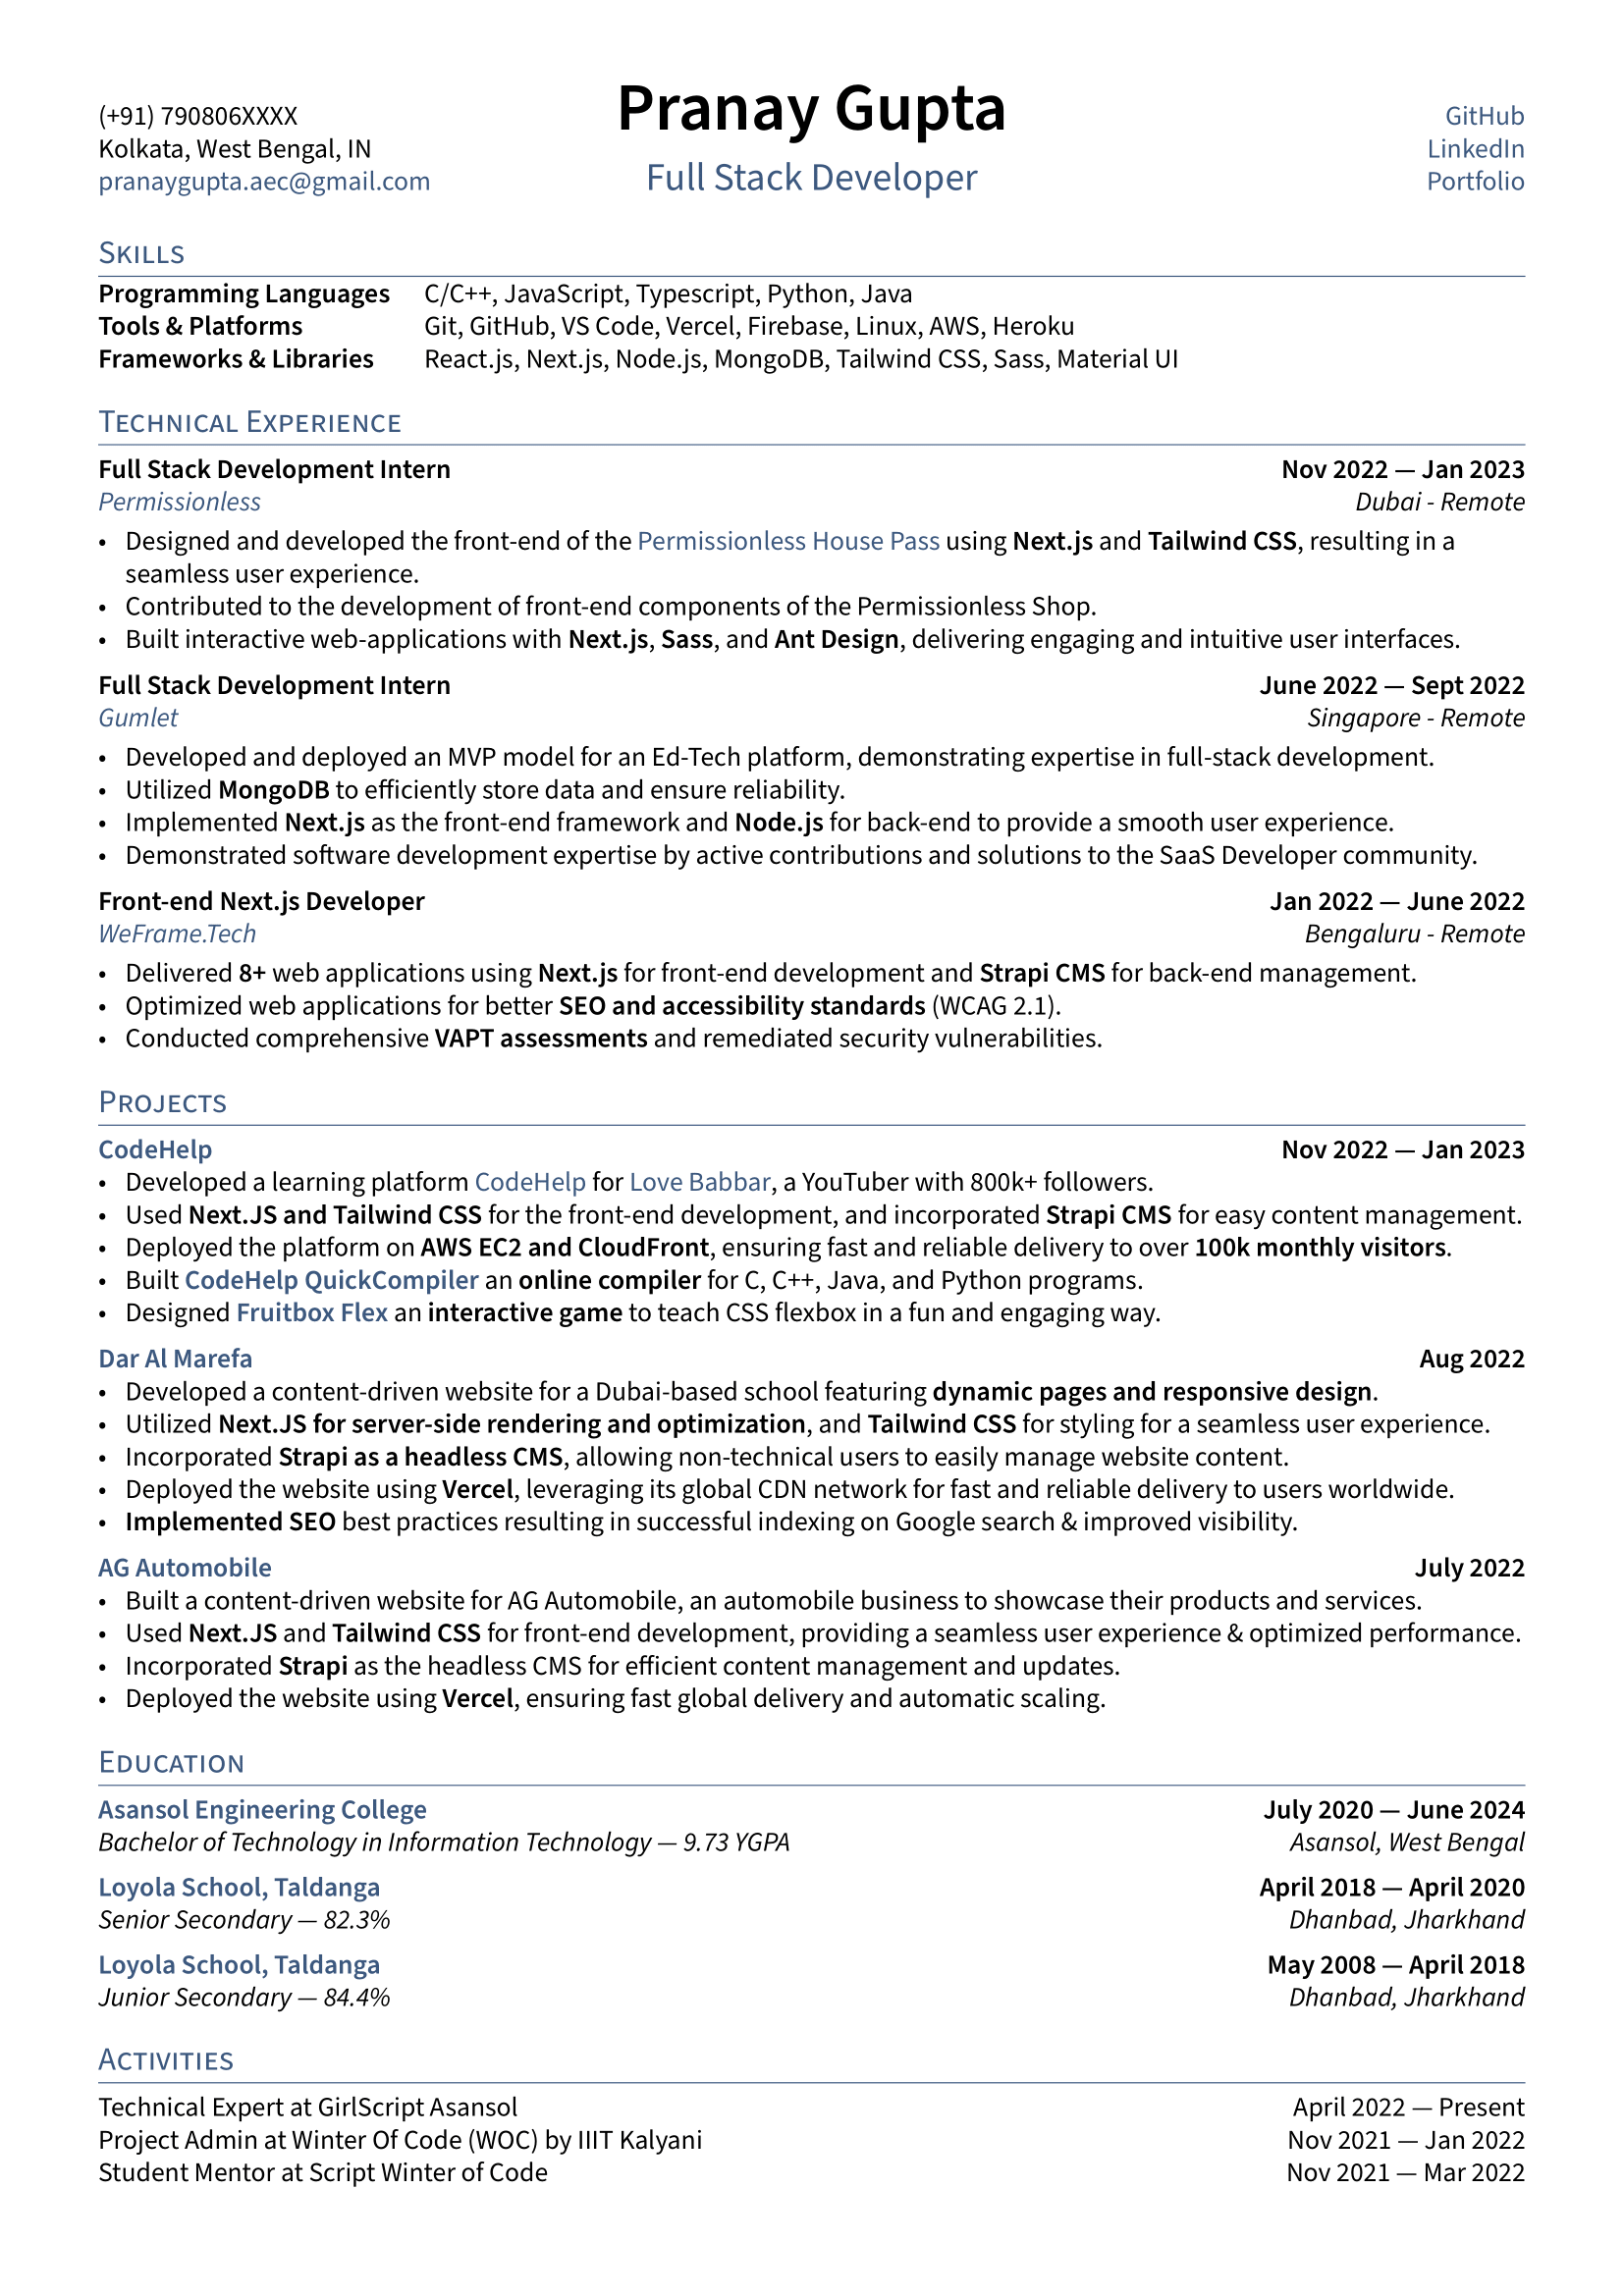 Pranay Gupta
Full Stack Developer
(+91) 790806XXXX
Kolkata, West Bengal, IN
pranaygupta.aec@gmail.com
GitHub
LinkedIn
Portfolio
Skills
Programming Languages C/C++, JavaScript, Typescript, Python, Java
Tools & Platforms Git, GitHub, VS Code, Vercel, Firebase, Linux, AWS, Heroku
Frameworks & Libraries React.js, Next.js, Node.js, MongoDB, Tailwind CSS, Sass, Material UI
Technical Experience
Full Stack Development Intern Nov 2022 — Jan 2023
Permissionless Dubai - Remote
• Designed and developed the front-end of the Permissionless House Pass using Next.js and Tailwind CSS, resulting in a
seamless user experience.
• Contributed to the development of front-end components of the Permissionless Shop.
• Built interactive web-applications with Next.js, Sass, and Ant Design, delivering engaging and intuitive user interfaces.
Full Stack Development Intern June 2022 — Sept 2022
Gumlet Singapore - Remote
• Developed and deployed an MVP model for an Ed-Tech platform, demonstrating expertise in full-stack development.
• Utilized MongoDB to efficiently store data and ensure reliability.
• Implemented Next.js as the front-end framework and Node.js for back-end to provide a smooth user experience.
• Demonstrated software development expertise by active contributions and solutions to the SaaS Developer community.
Front-end Next.js Developer Jan 2022 — June 2022
WeFrame.Tech Bengaluru - Remote
• Delivered 8+ web applications using Next.js for front-end development and Strapi CMS for back-end management.
• Optimized web applications for better SEO and accessibility standards (WCAG 2.1).
• Conducted comprehensive VAPT assessments and remediated security vulnerabilities.
Projects
CodeHelp Nov 2022 — Jan 2023
• Developed a learning platform CodeHelp for Love Babbar, a YouTuber with 800k+ followers.
• Used Next.JS and Tailwind CSS for the front-end development, and incorporated Strapi CMS for easy content management.
• Deployed the platform on AWS EC2 and CloudFront, ensuring fast and reliable delivery to over 100k monthly visitors.
• Built CodeHelp QuickCompiler an online compiler for C, C++, Java, and Python programs.
• Designed Fruitbox Flex an interactive game to teach CSS flexbox in a fun and engaging way.
Dar Al Marefa Aug 2022
• Developed a content-driven website for a Dubai-based school featuring dynamic pages and responsive design.
• Utilized Next.JS for server-side rendering and optimization, and Tailwind CSS for styling for a seamless user experience.
• Incorporated Strapi as a headless CMS, allowing non-technical users to easily manage website content.
• Deployed the website using Vercel, leveraging its global CDN network for fast and reliable delivery to users worldwide.
• Implemented SEO best practices resulting in successful indexing on Google search & improved visibility.
AG Automobile July 2022
• Built a content-driven website for AG Automobile, an automobile business to showcase their products and services.
• Used Next.JS and Tailwind CSS for front-end development, providing a seamless user experience & optimized performance.
• Incorporated Strapi as the headless CMS for efficient content management and updates.
• Deployed the website using Vercel, ensuring fast global delivery and automatic scaling.
Education
Asansol Engineering College July 2020 — June 2024
Bachelor of Technology in Information Technology — 9.73 YGPA Asansol, West Bengal
Loyola School, Taldanga April 2018 — April 2020
Senior Secondary — 82.3% Dhanbad, Jharkhand
Loyola School, Taldanga May 2008 — April 2018
Junior Secondary — 84.4% Dhanbad, Jharkhand
Activities
Technical Expert at GirlScript Asansol April 2022 — Present
Project Admin at Winter Of Code (WOC) by IIIT Kalyani Nov 2021 — Jan 2022
Student Mentor at Script Winter of Code Nov 2021 — Mar 2022